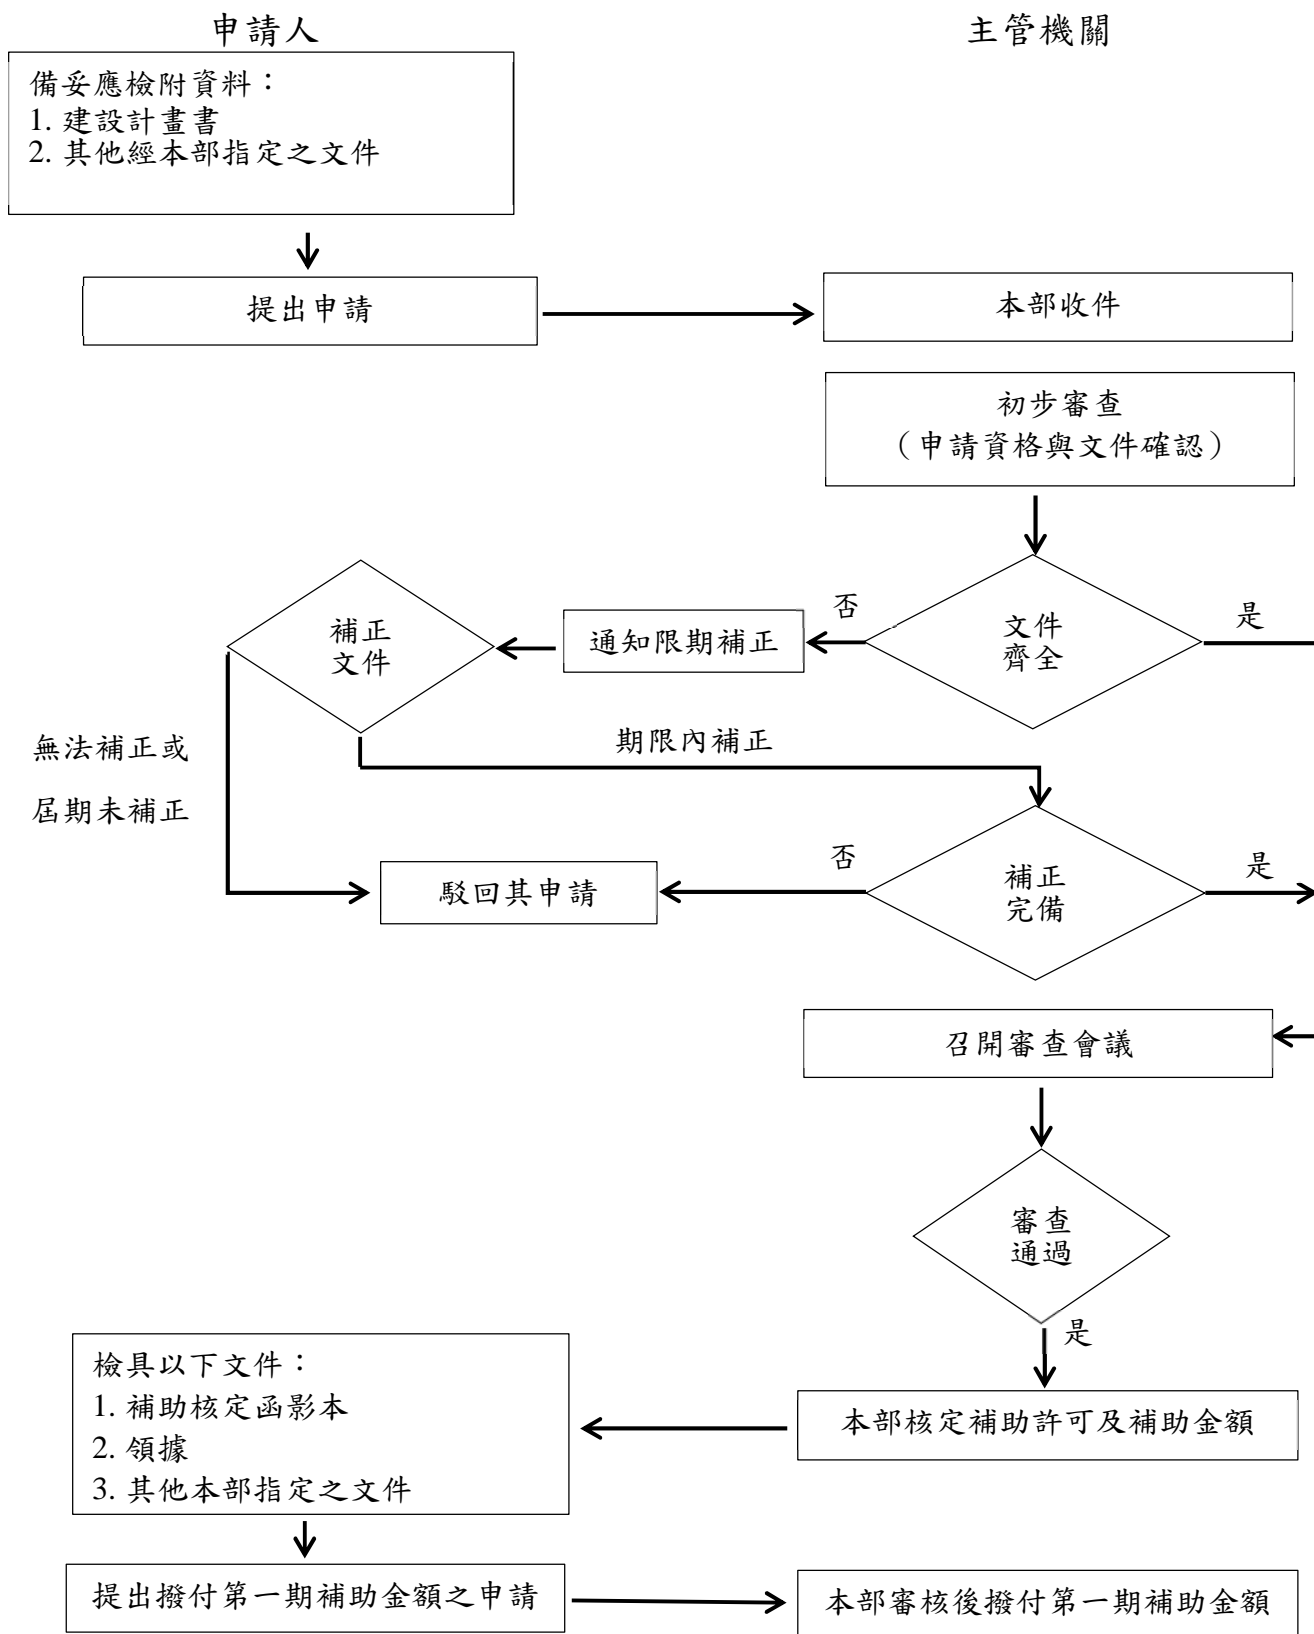 申請人
主管機關
備妥應檢附資料：
1. 建設計畫書
2. 其他經本部指定之文件
提出申請
本部收件
初步審查
（申請資格與文件確認）
補正
文件
通知限期補正
否
文件
齊全
是
無法補正或
屆期未補正
期限內補正
駁回其申請
否
補正
完備
是
召開審查會議
審查
通過
是
檢具以下文件：
1. 補助核定函影本
2. 領據
3. 其他本部指定之文件
本部核定補助許可及補助金額
提出撥付第一期補助金額之申請
本部審核後撥付第一期補助金額